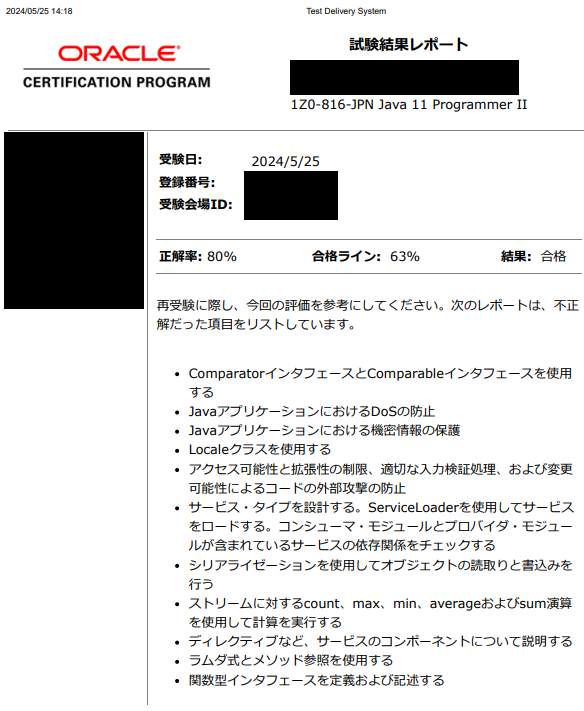 2024/05/25 14:18
Test Delivery System
ORACLE
CERTIFICATION PROGRAM
試験結果レポート
1Z0-816-JPN Java 11 Programmer II
受験日: 2024/5/25
登録番号:
受験会場ID:
正解率: 80% 合格ライン: 63% 結果: 合格
再受験に際し、今回の評価を参考にしてください。次のレポートは、不正
解だった項目をリストしています。
• ComparatorインタフェースとComparableインタフェースを使用
する
• JavaアプリケーションにおけるDoSの防止
• Javaアプリケーションにおける機密情報の保護
• Localeクラスを使用する
• アクセス可能性と拡張性の制限、適切な入力検証処理、および変更
可能性によるコードの外部攻撃の防止
• サービス・タイプを設計する。ServiceLoaderを使用してサービス
をロードする。コンシューマ・モジュールとプロバイダ・モジュー
ルが含まれているサービスの依存関係をチェックする
• シリアライゼーションを使用してオブジェクトの読取りと書込みを
行う
• ストリームに対するcount、max、min、averageおよびsum演算
を使用して計算を実行する
• ディレクティブなど、サービスのコンポーネントについて説明する
• ラムダ式とメソッド参照を使用する
• 関数型インタフェースを定義および記述する